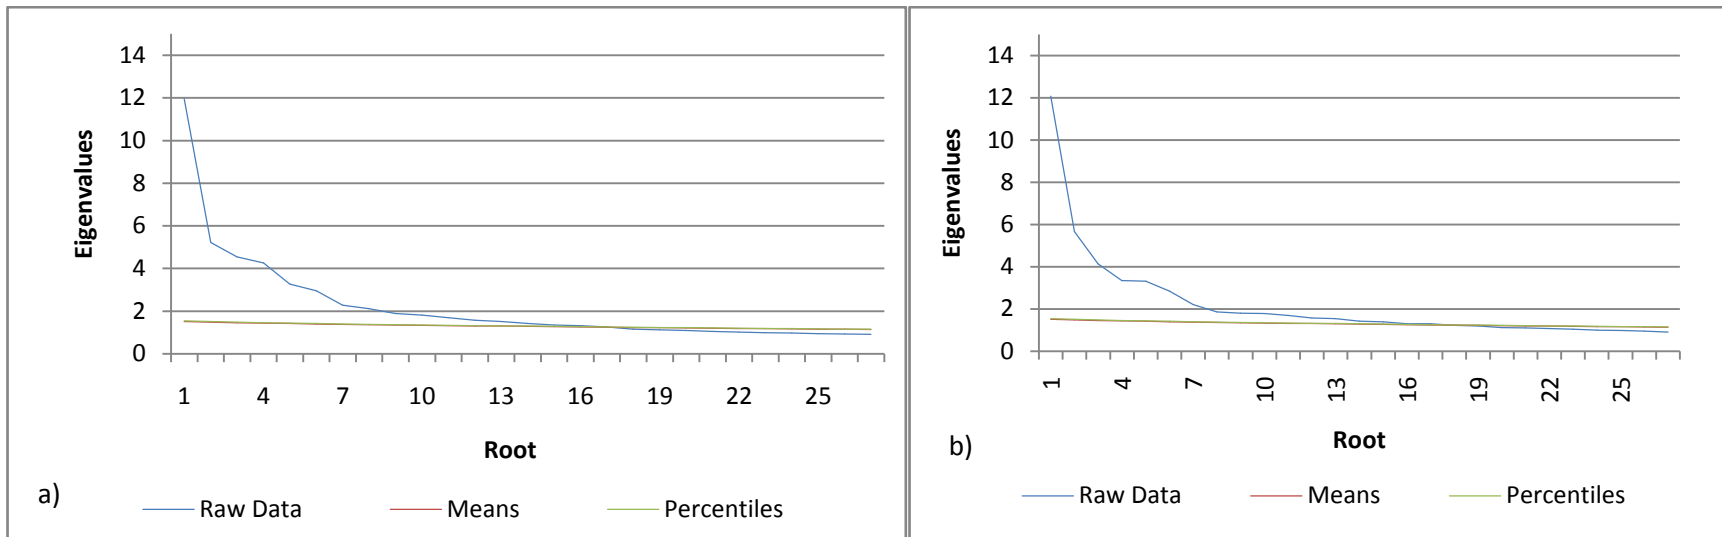 14
12
10
8
6
4
2
0
Eigenvalues
1 4 7 10 13 16 19 22 25
Root
a)
Raw Data Means Percentiles
14
12
10
8
6
4
2
0
Eigenvalues
1 4 7 10 13 16 19 22 25
Root
b)
Raw Data Means Percentiles